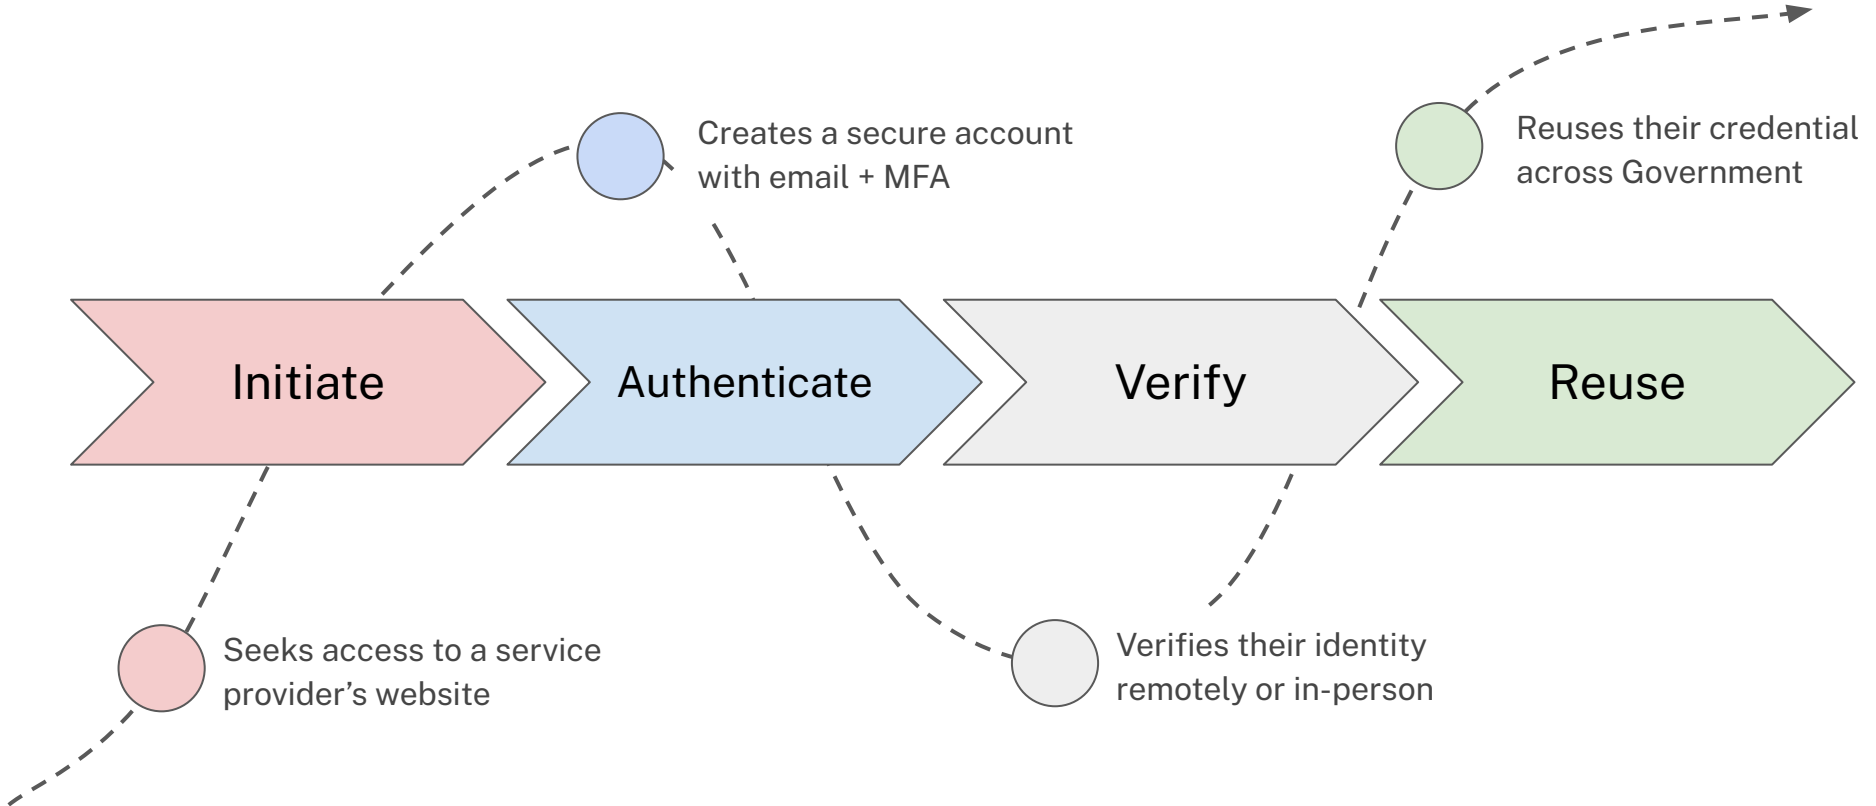 Creates a secure account
with email + MFA
Reuses their credential
across Government
Initiate
Authenticate
Verify
Reuse
Seeks access to a service
provider’s website
Verifies their identity
remotely or in-person